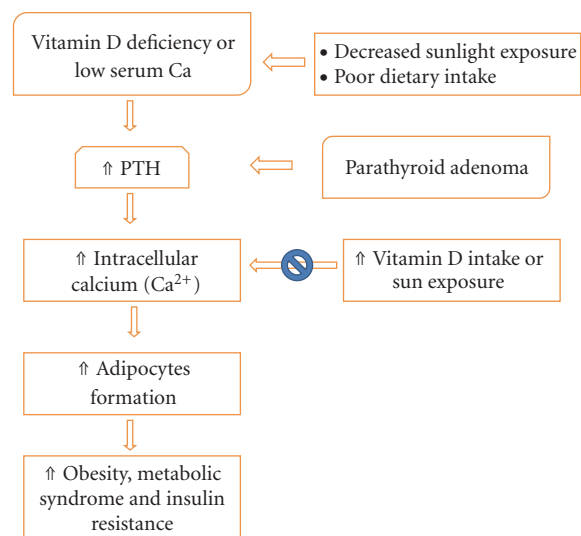 Vitamin D deficiency or
low serum Ca
• Decreased sunlight exposure
• Poor dietary intake
⇑ PTH
Parathyroid adenoma
⇑ Intracellular
calcium (Ca²⁺)
⇑ Vitamin D intake or
sun exposure
⇑ Adipocytes
formation
⇑ Obesity, metabolic
syndrome and insulin
resistance